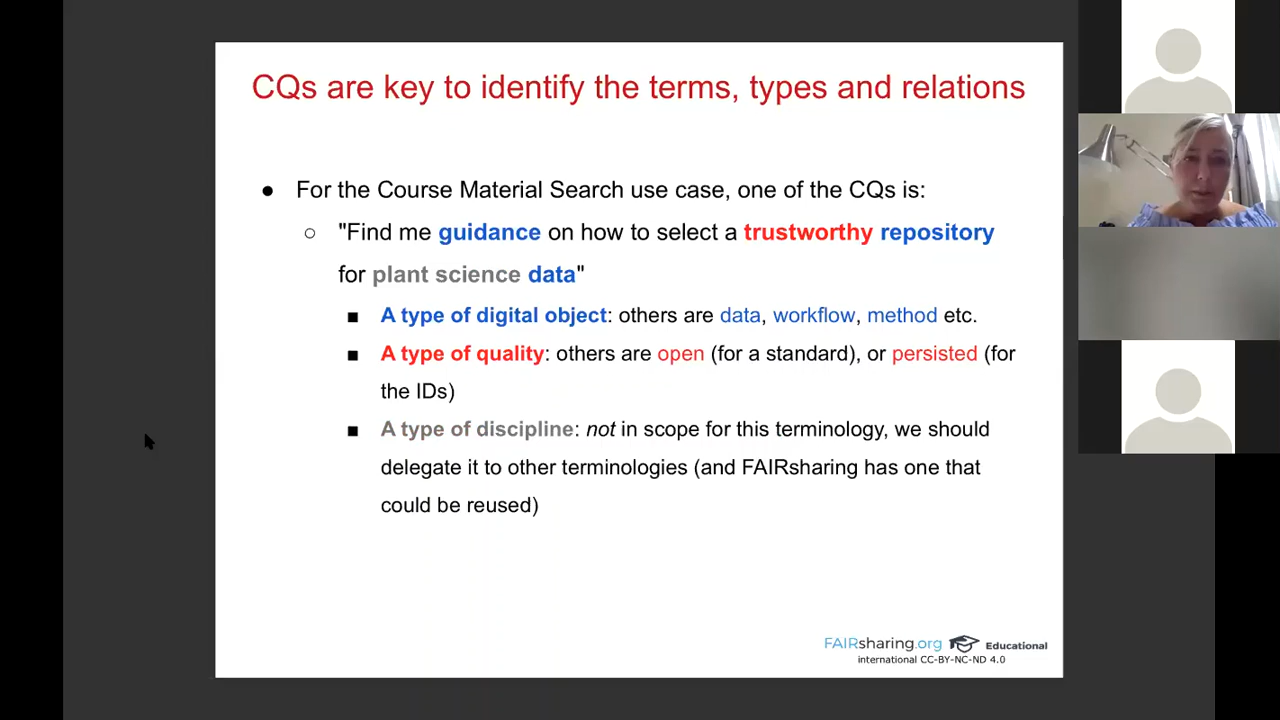 CQs are key to identify the terms, types and relations
● For the Course Material Search use case, one of the CQs is:
○ "Find me guidance on how to select a trustworthy repository
for plant science data"
■ A type of digital object: others are data, workflow, method etc.
■ A type of quality: others are open (for a standard), or persisted (for
the IDs)
■ A type of discipline: not in scope for this terminology, we should
delegate it to other terminologies (and FAIRsharing has one that
could be reused)
FAIRsharing.org Educational
international CC-BY-NC-ND 4.0